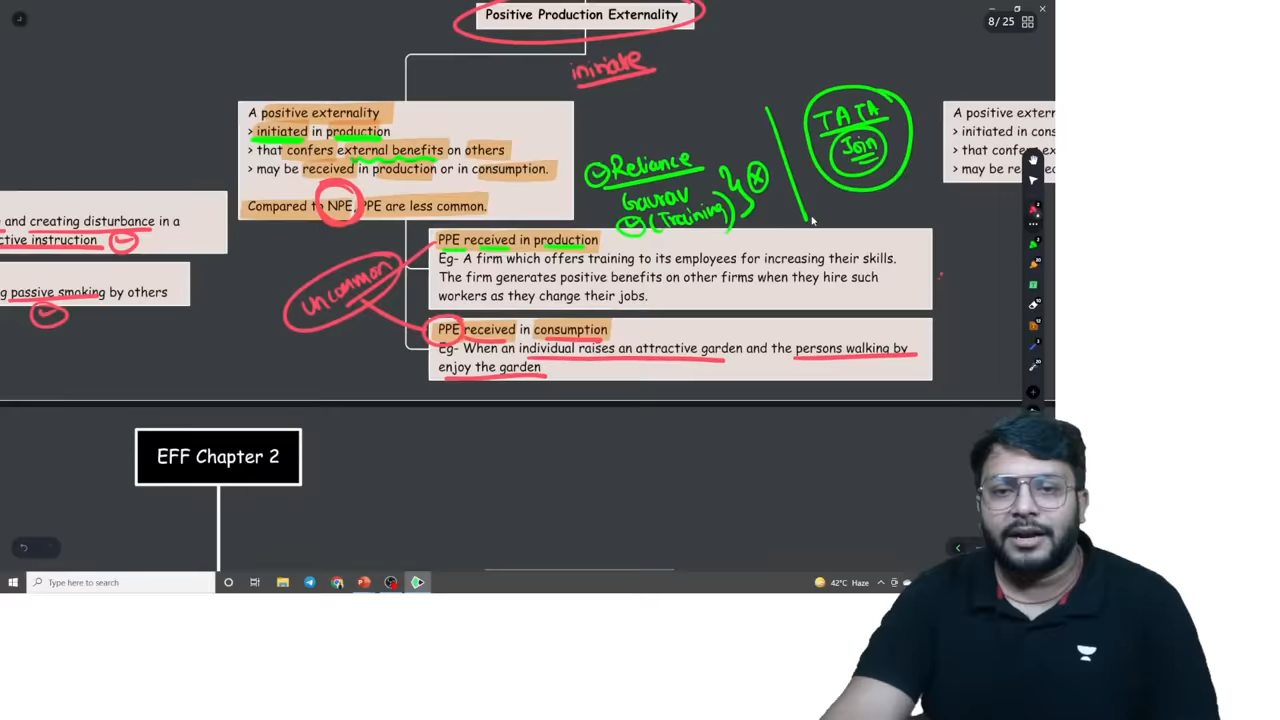 8/25
Positive Production Externality
initiate
A positive externality
> initiated in production
> that confers external benefits on others
> may be received in production or in consumption.
Compared to NPE, PPE are less common.
Reliance
Gaurav
(Training)
TATA
Join
A positive extern
> initiated in cons
> that confers ex
> may be re
and creating disturbance in a
ctive instruction
ng passive smoking by others
uncommon
PPE received in production
Eg- A firm which offers training to its employees for increasing their skills.
The firm generates positive benefits on other firms when they hire such
workers as they change their jobs.
PPE received in consumption
Eg- When an individual raises an attractive garden and the persons walking by
enjoy the garden
EFF Chapter 2
Type here to search
42°C Haze